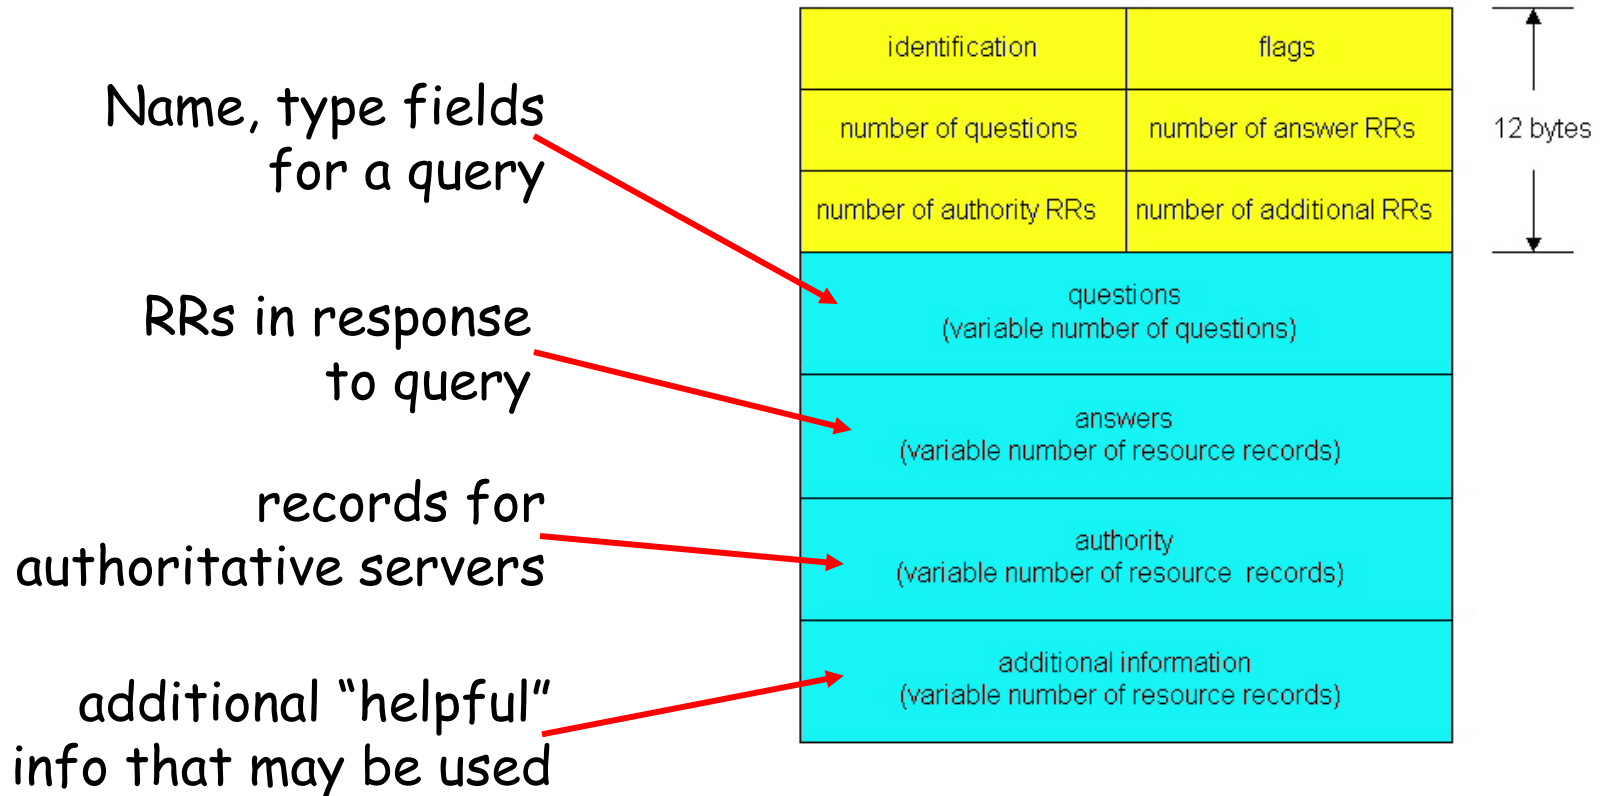 Name, type fields
for a query
RRs in response
to query
records for
authoritative servers
additional “helpful”
info that may be used
identification
flags
number of questions
number of answer RRs
number of authority RRs
number of additional RRs
12 bytes
questions
(variable number of questions)
answers
(variable number of resource records)
authority
(variable number of resource records)
additional information
(variable number of resource records)